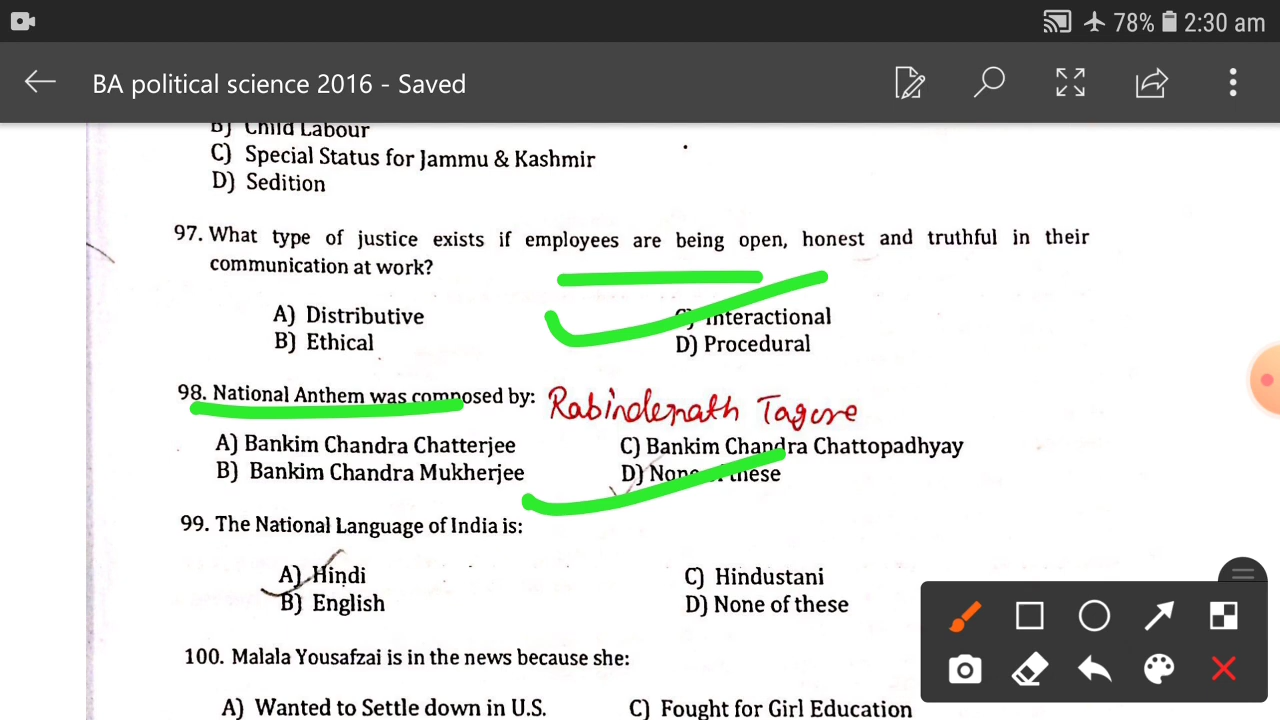 78% 2:30 am
BA political science 2016 - Saved
B) Child Labour
C) Special Status for Jammu & Kashmir
D) Sedition
97. What type of justice exists if employees are being open, honest and truthful in their
communication at work?
A) Distributive
C) Interactional
B) Ethical
D) Procedural
98. National Anthem was composed by: Rabindernath Tagore
A) Bankim Chandra Chatterjee
C) Bankim Chandra Chattopadhyay
B) Bankim Chandra Mukherjee
D) None of these
99. The National Language of India is:
A) Hindi
C) Hindustani
B) English
D) None of these
100. Malala Yousafzai is in the news because she:
A) Wanted to Settle down in U.S.
C) Fought for Girl Education